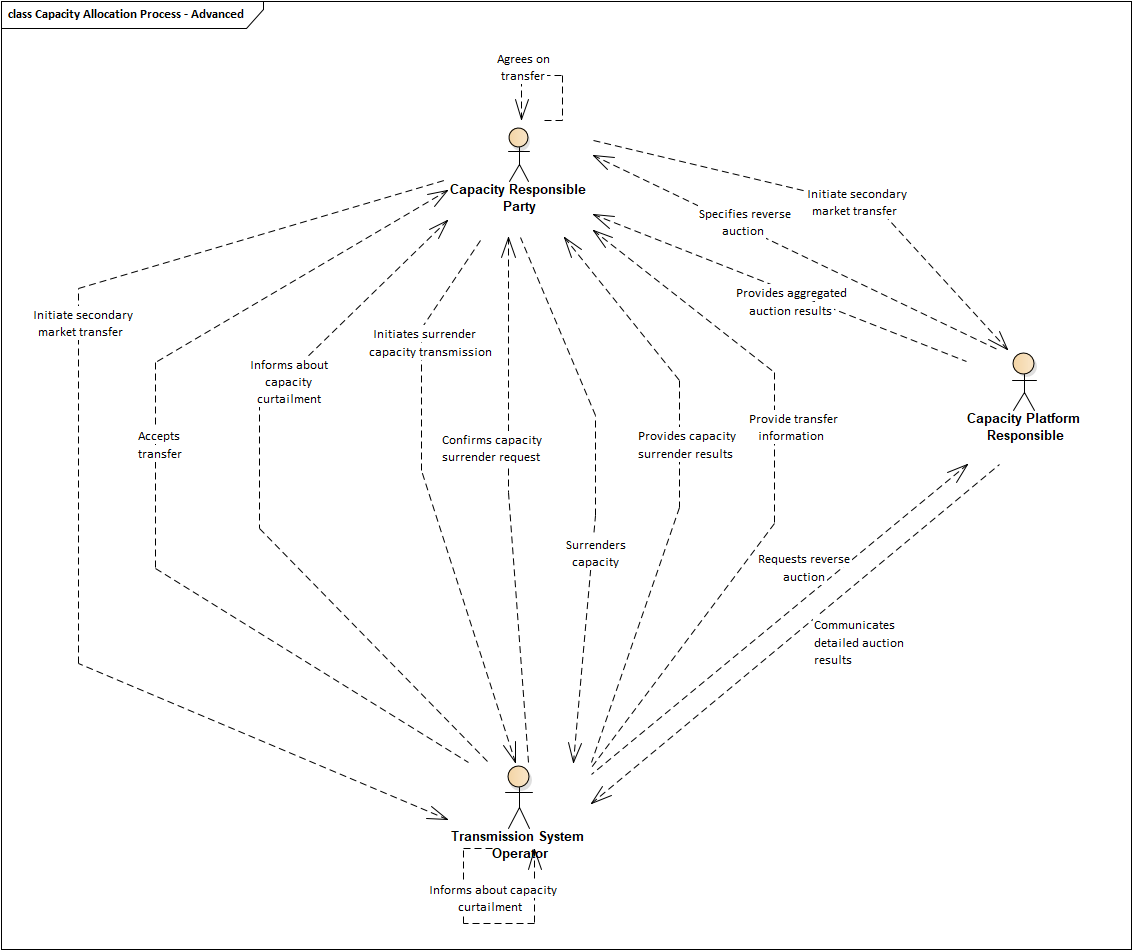 class Capacity Allocation Process - Advanced
Agrees on
transfer
Capacity Responsible
Party
Initiate secondary
market transfer
Specifies reverse
auction
Provides aggregated
auction results
Initiate secondary
market transfer
Initiates surrender
capacity transmission
Informs about
capacity
curtailment
Capacity Platform
Responsible
Accepts
transfer
Confirms capacity
surrender request
Provides capacity
surrender results
Provide transfer
information
Surrenders
capacity
Requests reverse
auction
Communicates
detailed auction
results
Transmission System
Operator
Informs about capacity
curtailment